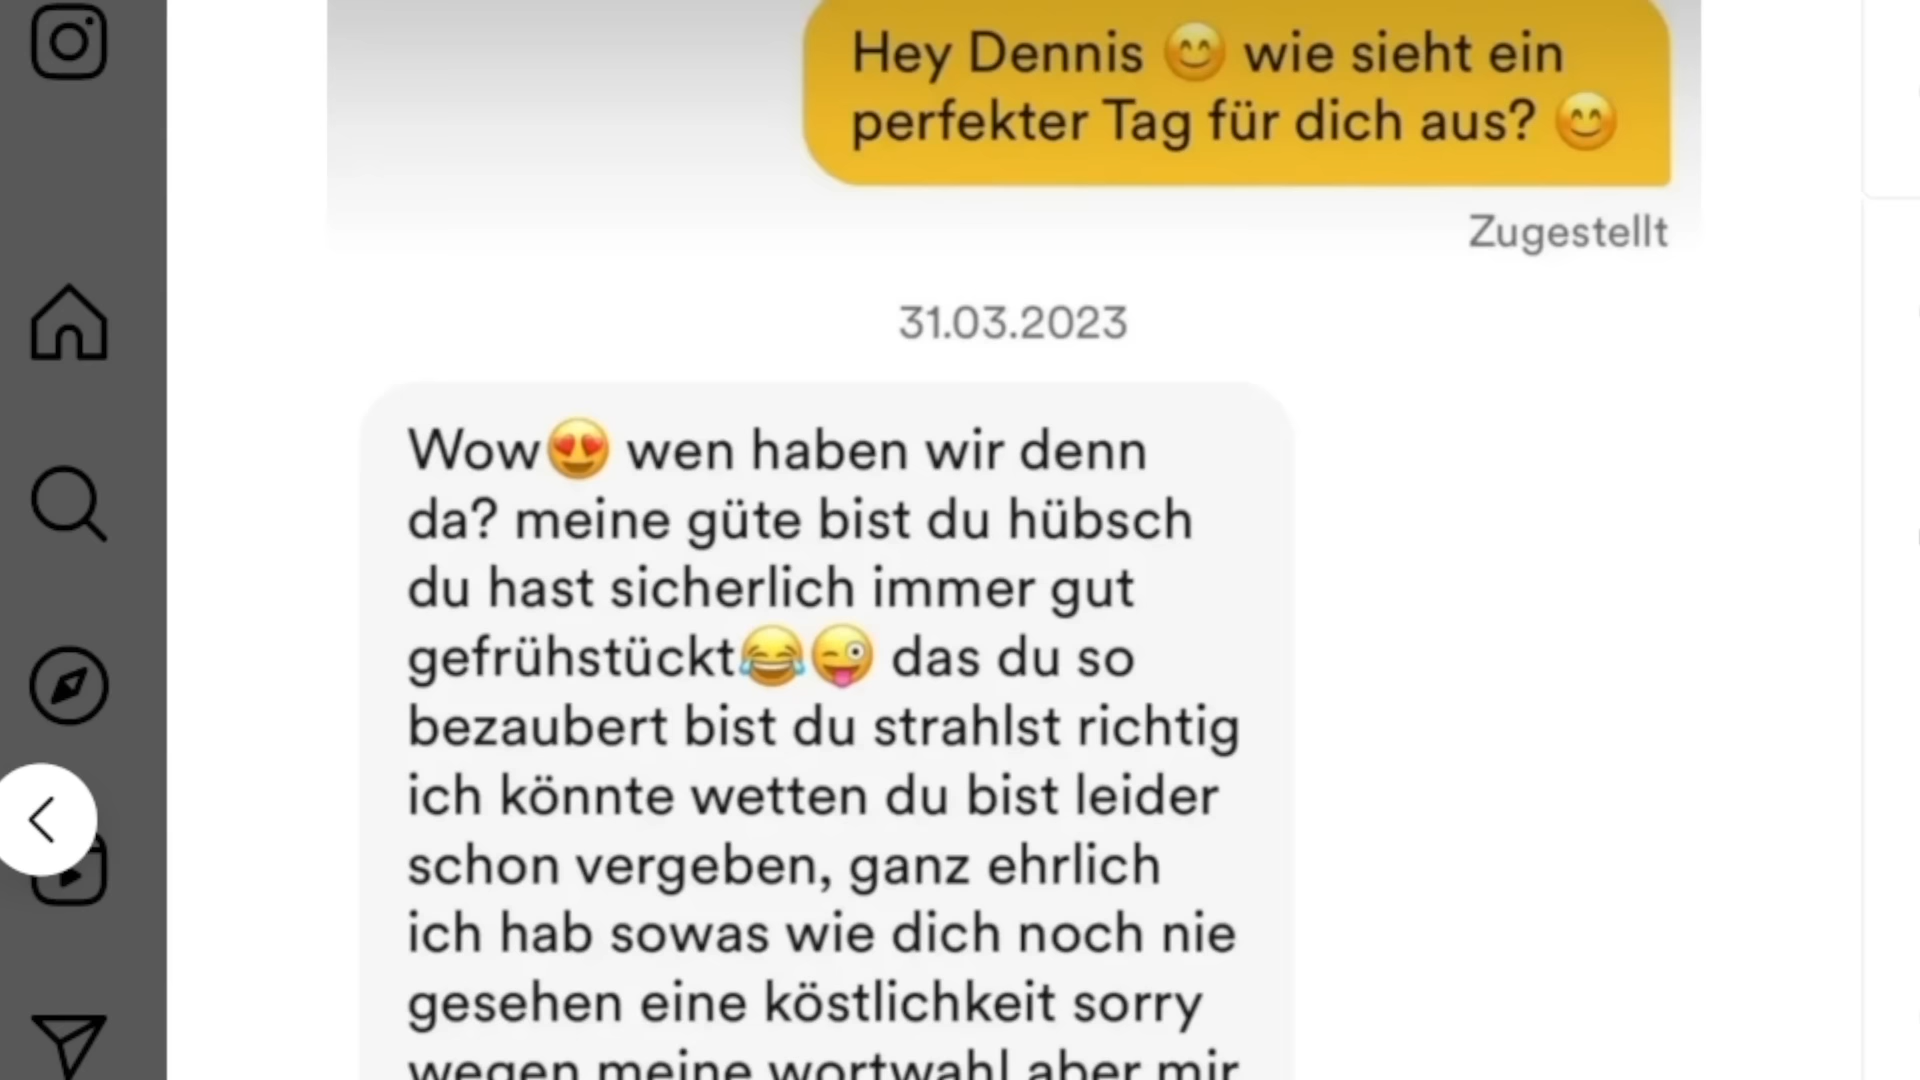 Hey Dennis 😊 wie sieht ein
perfekter Tag für dich aus? 😊
Zugestellt
31.03.2023
Wow😍 wen haben wir denn
da? meine güte bist du hübsch
du hast sicherlich immer gut
gefrühstückt😂😜 das du so
bezaubert bist du strahlst richtig
ich könnte wetten du bist leider
schon vergeben, ganz ehrlich
ich hab sowas wie dich noch nie
gesehen eine köstlichkeit sorry
wegen meine wortwahl aber mir